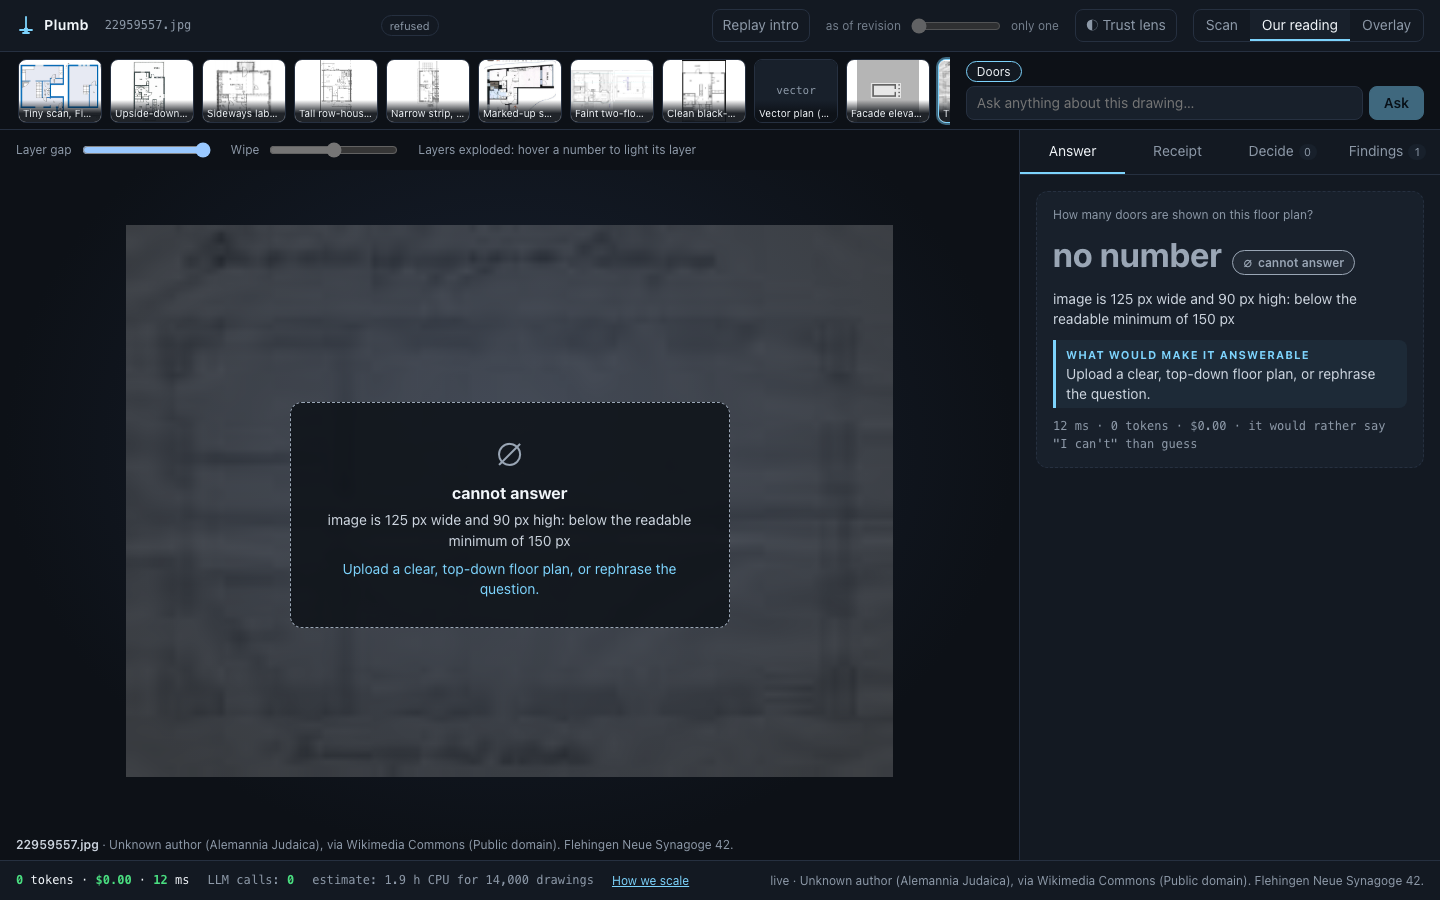 Plumb 22959557.jpg refused Replay intro as of revision only one Trust lens Scan Our reading Overlay
Tiny scan, Fl... Upside-down... Sideways lab... Tall row-hous... Narrow strip, ... Marked-up s... Faint two-flo... Clean black-... vector Vector plan (... Facade eleva... T
Doors
Ask anything about this drawing... Ask
Layer gap Wipe Layers exploded: hover a number to light its layer
Answer Receipt Decide 0 Findings 1
How many doors are shown on this floor plan?
no number ∅ cannot answer
image is 125 px wide and 90 px high: below the
readable minimum of 150 px
WHAT WOULD MAKE IT ANSWERABLE
Upload a clear, top-down floor plan, or rephrase
the question.
12 ms · 0 tokens · $0.00 · it would rather say
"I can't" than guess
cannot answer
image is 125 px wide and 90 px high: below the readable
minimum of 150 px
Upload a clear, top-down floor plan, or rephrase the
question.
22959557.jpg · Unknown author (Alemannia Judaica), via Wikimedia Commons (Public domain). Flehingen Neue Synagoge 42.
0 tokens · $0.00 · 12 ms LLM calls: 0 estimate: 1.9 h CPU for 14,000 drawings How we scale live · Unknown author (Alemannia Judaica), via Wikimedia Commons (Public domain). Flehingen Neue Synagoge 42.